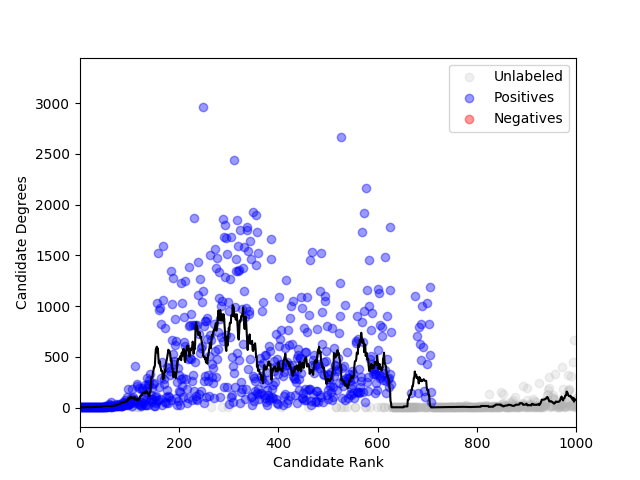 Unlabeled
Positives
Negatives
3000
2500
2000
1500
1000
500
0
Candidate Degrees
0 200 400 600 800 1000
Candidate Rank